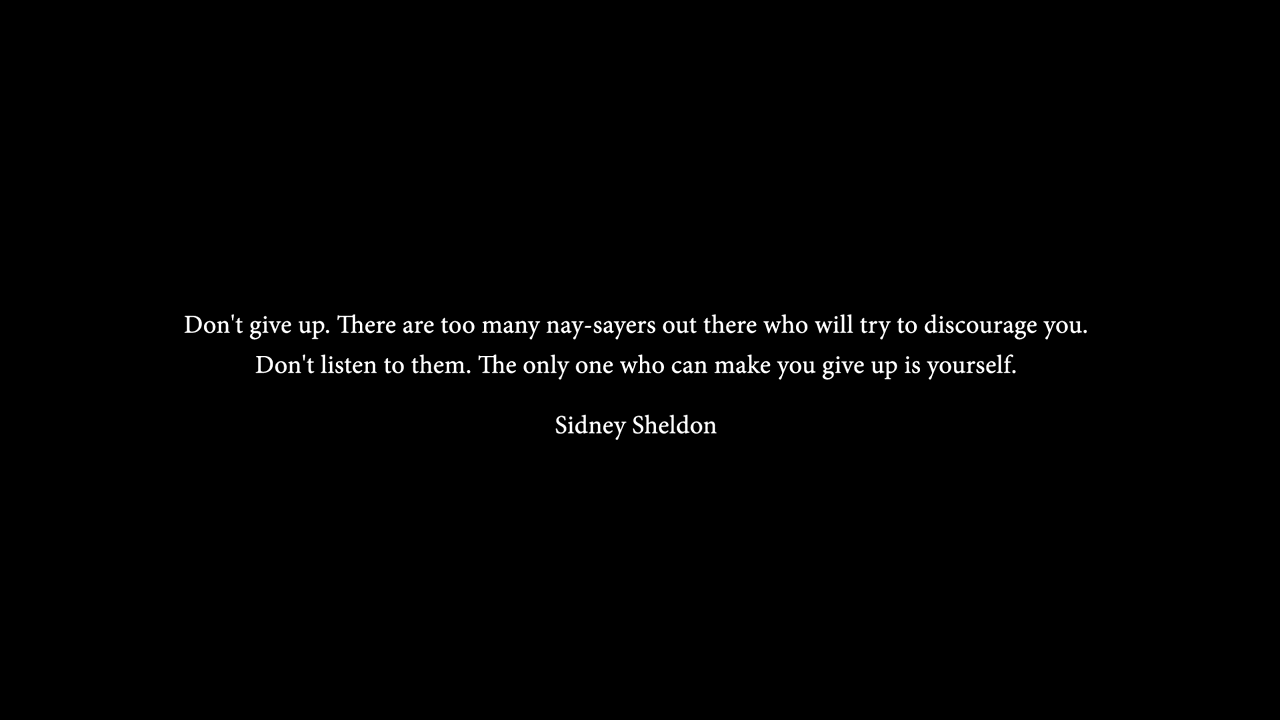 Don't give up. There are too many nay-sayers out there who will try to discourage you.
Don't listen to them. The only one who can make you give up is yourself.
Sidney Sheldon